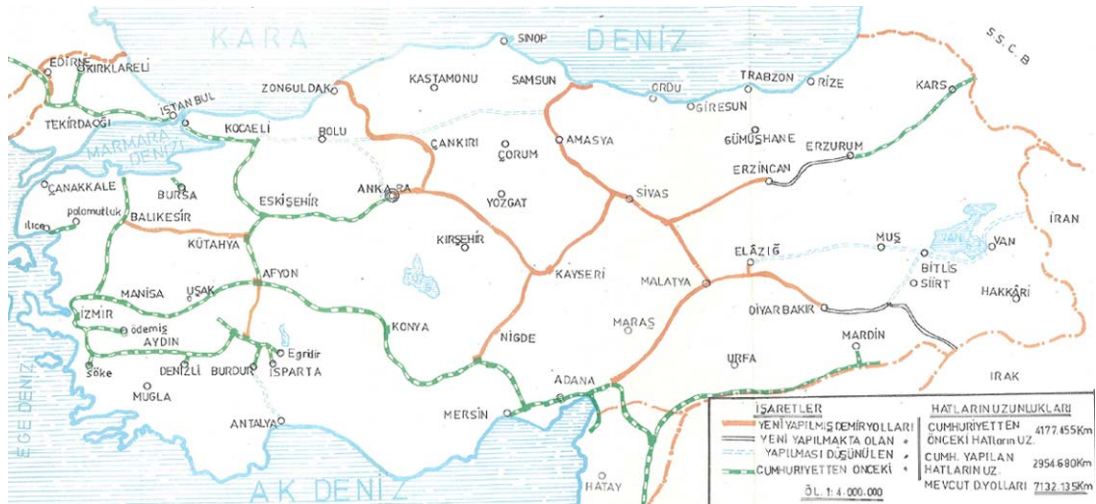 KARA DENİZ
S.S.C.B
SİNOP
EDİRNE
KIRKLARELİ
KASTAMONU
SAMSUN
ORDU
TRABZON
RİZE
ZONGULDAK
GİRESUN
KARS
İSTANBUL
TEKİRDAĞI
KOCAELİ
BOLU
ÇANKIRI
ÇORUM
AMASYA
GÜMÜŞHANE
ERZURUM
MARMARA
DENİZİ
ERZİNCAN
ÇANAKKALE
BURSA
ESKİŞEHİR
ANKARA
YOZGAT
SİVAS
palamutluk
ılıca
BALIKESİR
KÜTAHYA
KIRŞEHİR
ELÂZIĞ
MUŞ
VAN
İRAN
AFYON
KAYSERİ
MALATYA
BİTLİS
SİİRT
HAKKÂRİ
MANİSA
UŞAK
İZMİR
ödemiş
AYDIN
KONYA
NİGDE
MARAŞ
DİYARBAKIR
MARDİN
Söke
DENİZLİ
BURDUR
Egridir
ISPARTA
URFA
IRAK
MUĞLA
ADANA
MERSİN
ANTALYA
EGE DENİZİ
AK DENİZ
HATAY
İŞARETLER
YENİ YAPILMIŞ DEMİRYOLLARI
YENİ YAPILMAKTA OLAN "
YAPILMASI DÜŞÜNÜLEN "
CUMHURİYETTEN ÖNCEKİ "
ÖL. 1: 4.000.000
HATLARIN UZUNLUKLARI
CUMHURİYETTEN
ÖNCEKİ HATların UZ. 4177.455Km
CUMH. YAPILAN
HATLARIN UZ. 2954.680Km
MEVCUT D.YOLLARI 7132.135Km